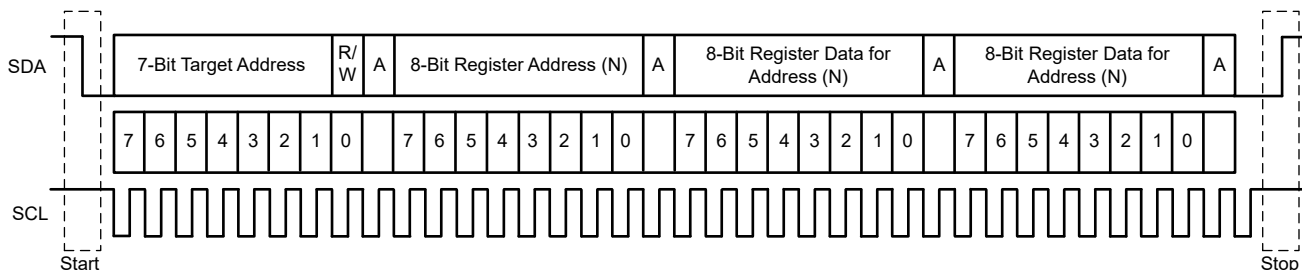 SDA
7-Bit Target Address
R/
W
A
8-Bit Register Address (N)
A
8-Bit Register Data for
Address (N)
A
8-Bit Register Data for
Address (N)
A
7 6 5 4 3 2 1 0 7 6 5 4 3 2 1 0 7 6 5 4 3 2 1 0 7 6 5 4 3 2 1 0
SCL
Start
Stop